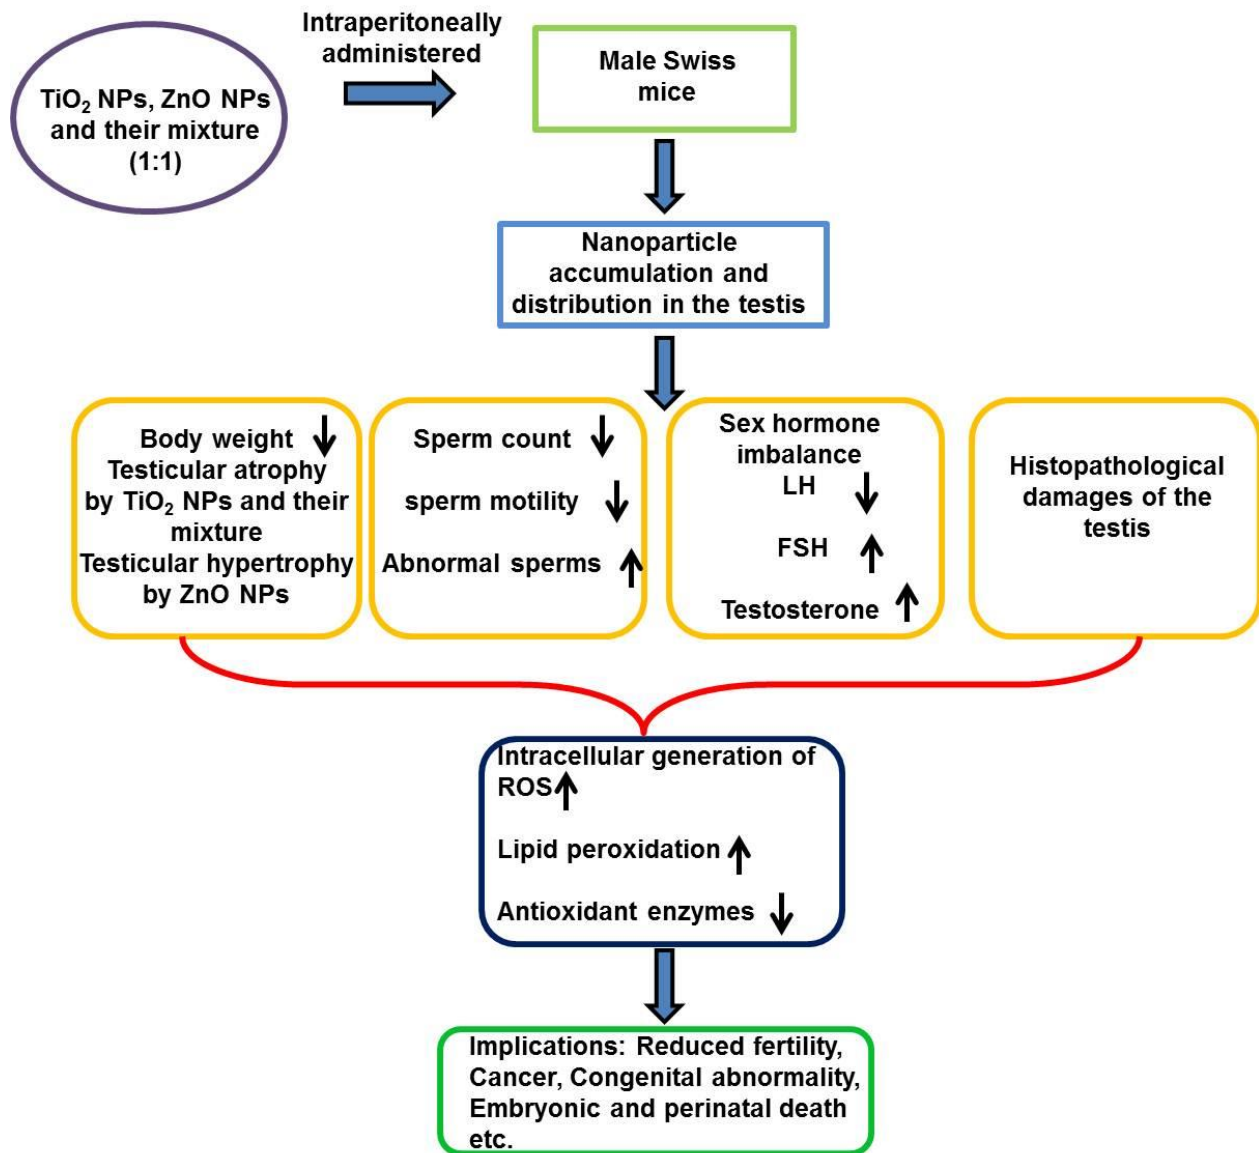 Intraperitoneally
administered
TiO₂ NPs, ZnO NPs
and their mixture
(1:1)
Male Swiss
mice
Nanoparticle
accumulation and
distribution in the testis
Body weight ↓
Testicular atrophy
by TiO₂ NPs and their
mixture
Testicular hypertrophy
by ZnO NPs
Sperm count ↓
sperm motility ↓
Abnormal sperms ↑
Sex hormone
imbalance
LH ↓
FSH ↑
Testosterone ↑
Histopathological
damages of the
testis
Intracellular generation of
ROS ↑
Lipid peroxidation ↑
Antioxidant enzymes ↓
Implications: Reduced fertility,
Cancer, Congenital abnormality,
Embryonic and perinatal death
etc.